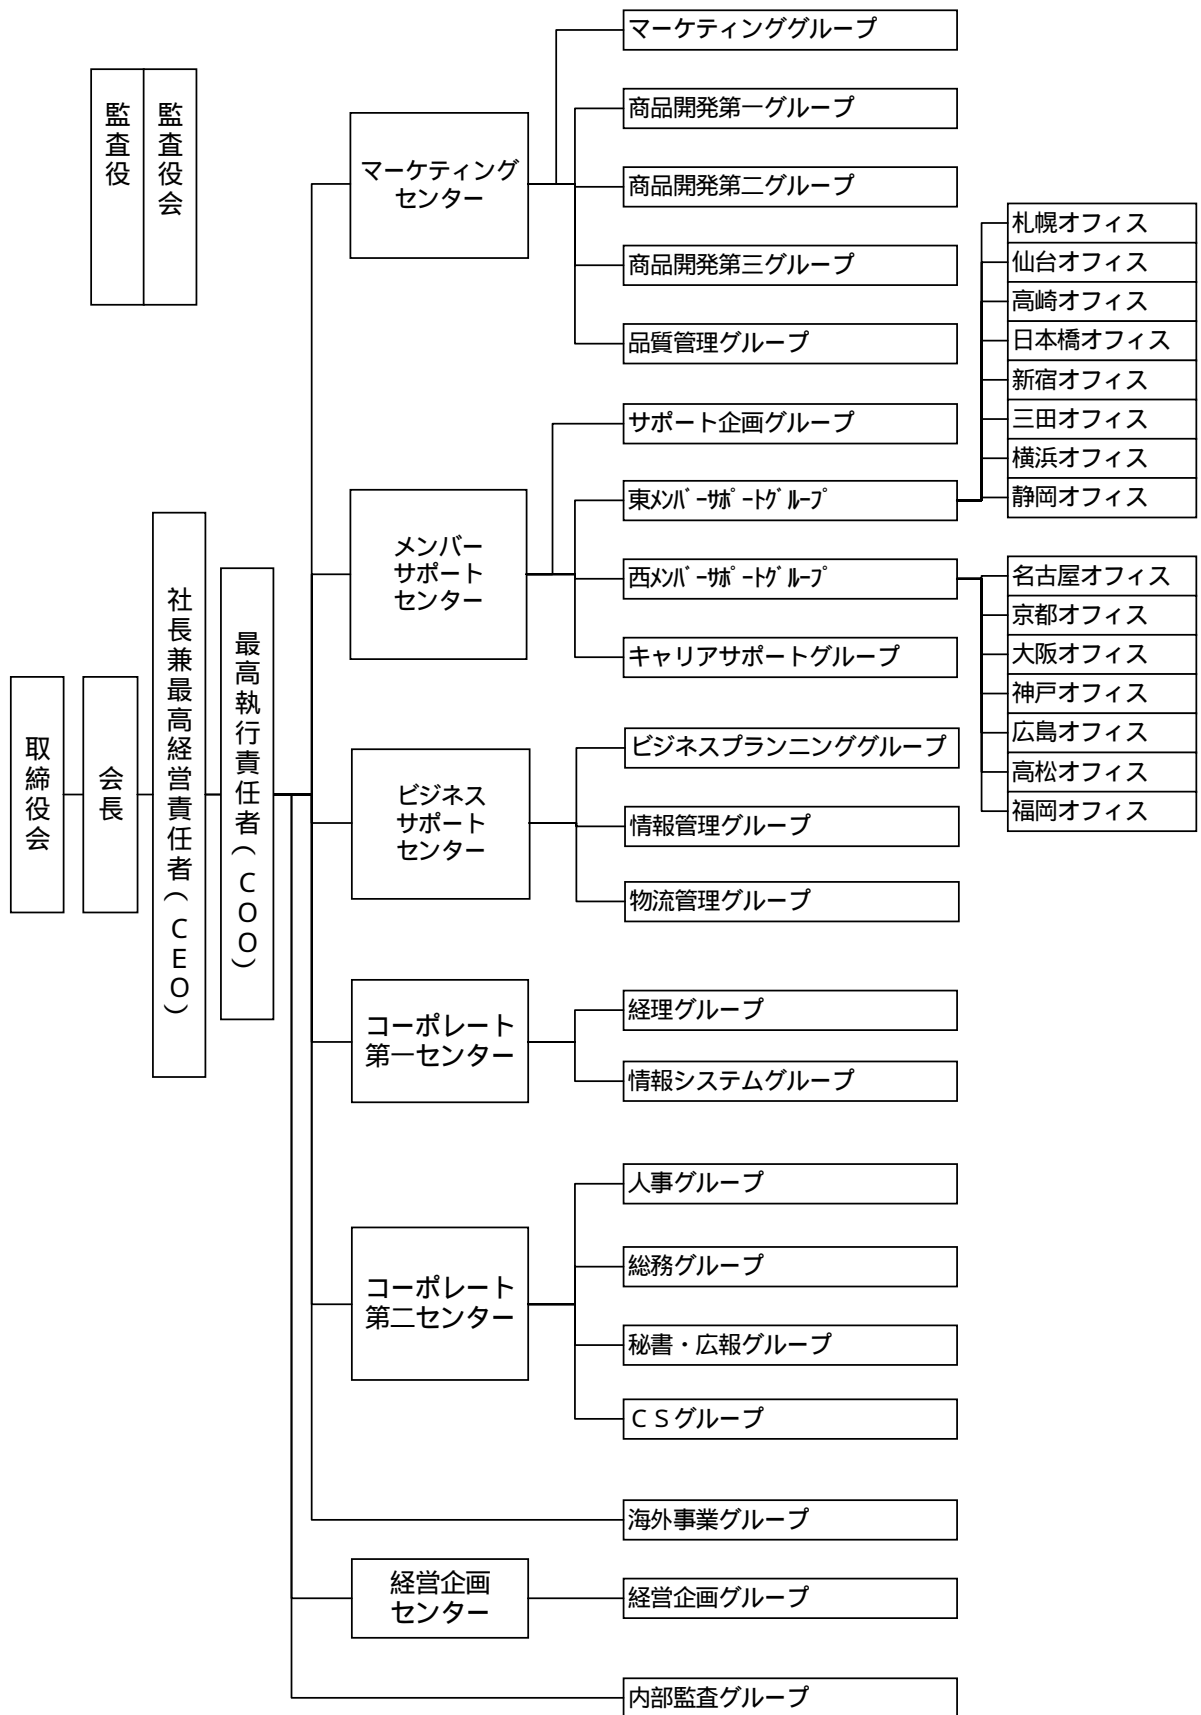 監査役
監査役会
取締役会
会長
社長兼最高経営責任者(CEO)
最高執行責任者(COO)
マーケティング
センター
マーケティンググループ
商品開発第一グループ
商品開発第二グループ
商品開発第三グループ
品質管理グループ
メンバー
サポート
センター
サポート企画グループ
東ﾒﾝﾊﾞｰｻﾎﾟｰﾄｸﾞﾙｰﾌﾟ
札幌オフィス
仙台オフィス
高崎オフィス
日本橋オフィス
新宿オフィス
三田オフィス
横浜オフィス
静岡オフィス
西ﾒﾝﾊﾞｰｻﾎﾟｰﾄｸﾞﾙｰﾌﾟ
名古屋オフィス
京都オフィス
大阪オフィス
神戸オフィス
広島オフィス
高松オフィス
福岡オフィス
キャリアサポートグループ
ビジネス
サポート
センター
ビジネスプランニンググループ
情報管理グループ
物流管理グループ
コーポレート
第一センター
経理グループ
情報システムグループ
コーポレート
第二センター
人事グループ
総務グループ
秘書・広報グループ
ＣＳグループ
海外事業グループ
経営企画
センター
経営企画グループ
内部監査グループ